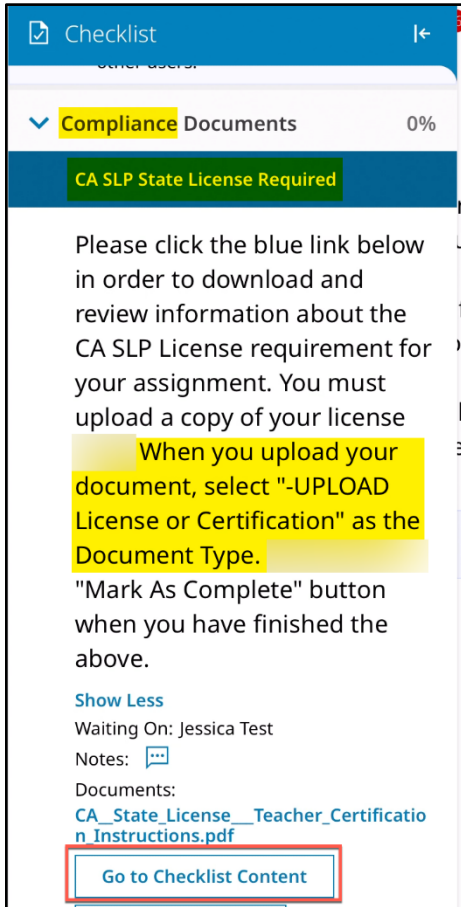 Checklist
other users.
Compliance Documents 0%
CA SLP State License Required
Please click the blue link below
in order to download and
review information about the
CA SLP License requirement for
your assignment. You must
upload a copy of your license
When you upload your
document, select "-UPLOAD
License or Certification" as the
Document Type.
"Mark As Complete" button
when you have finished the
above.
Show Less
Waiting On: Jessica Test
Notes:
Documents:
CA__State_License___Teacher_Certificatio
n_Instructions.pdf
Go to Checklist Content